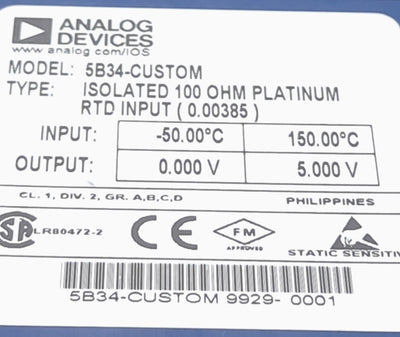 ANALOG
DEVICES
www.analog.com/IOS
MODEL: 5B34-CUSTOM
TYPE: ISOLATED 100 OHM PLATINUM
RTD INPUT ( 0.00385 )
INPUT: -50.00°C 150.00°C
OUTPUT: 0.000 V 5.000 V
CL. 1, DIV. 2, GR. A,B,C,D PHILIPPINES
SA LR80472-2 CE FM
APPROVED
STATIC SENSITIV
5B34-CUSTOM 9929- 0001